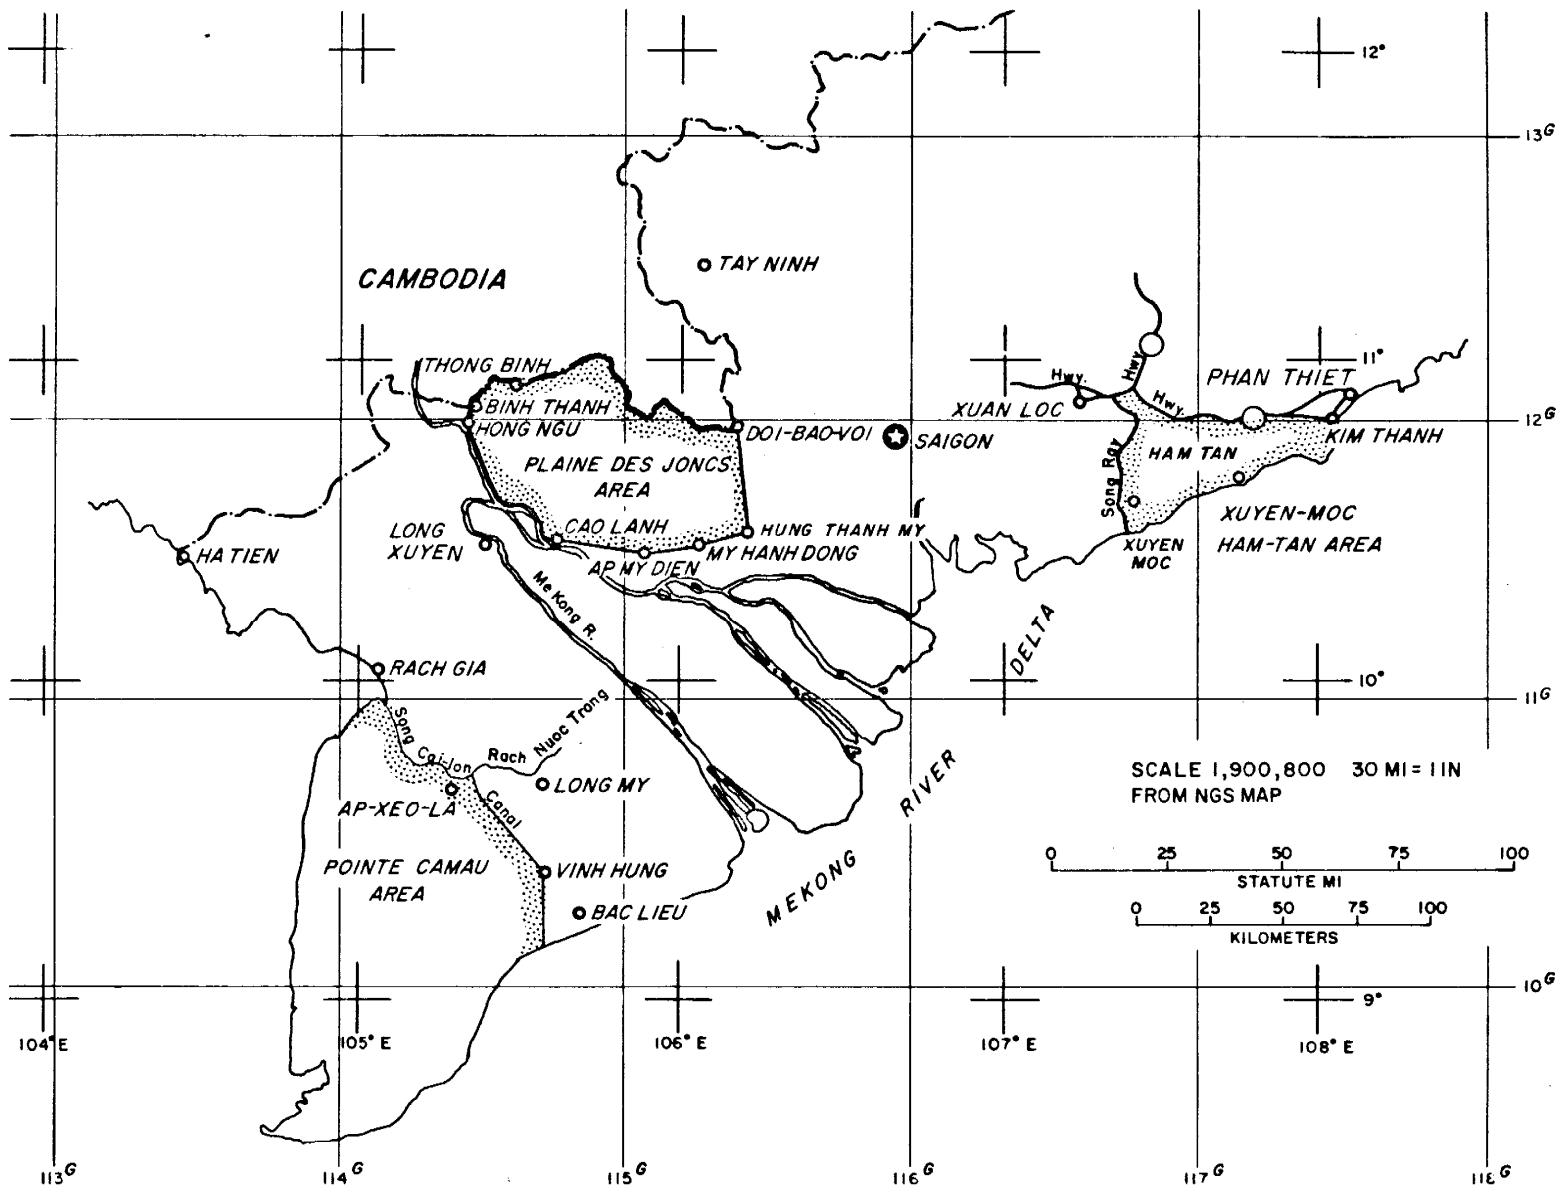 12°
13ᴳ
TAY NINH
CAMBODIA
THONG BINH
11°
Hwy.
Hwy
PHAN THIET
BINH THANH
XUAN LOC
Hwy.
12ᴳ
HONG NGU
DOI-BAO-VOI
SAIGON
KIM THANH
PLAINE DES JONCS
AREA
Song Ray
HAM TAN
CAO LANH
HUNG THANH MY
XUYEN-MOC
HAM-TAN AREA
LONG
XUYEN
MY HANH DONG
XUYEN
MOC
HA TIEN
AP MY DIEN
Me Kong R.
RACH GIA
10°
11ᴳ
Song Cai-lon
Rach Nuoc Trong
LONG MY
Canal
AP-XEO-LA
MEKONG RIVER DELTA
SCALE 1,900,800 30 MI = 1 IN
FROM NGS MAP
0 25 50 75 100
STATUTE MI
POINTE CAMAU
AREA
VINH HUNG
BAC LIEU
0 25 50 75 100
KILOMETERS
10ᴳ
9°
104° E 105° E 106° E 107° E 108° E
113ᴳ 114ᴳ 115ᴳ 116ᴳ 117ᴳ 118ᴳ